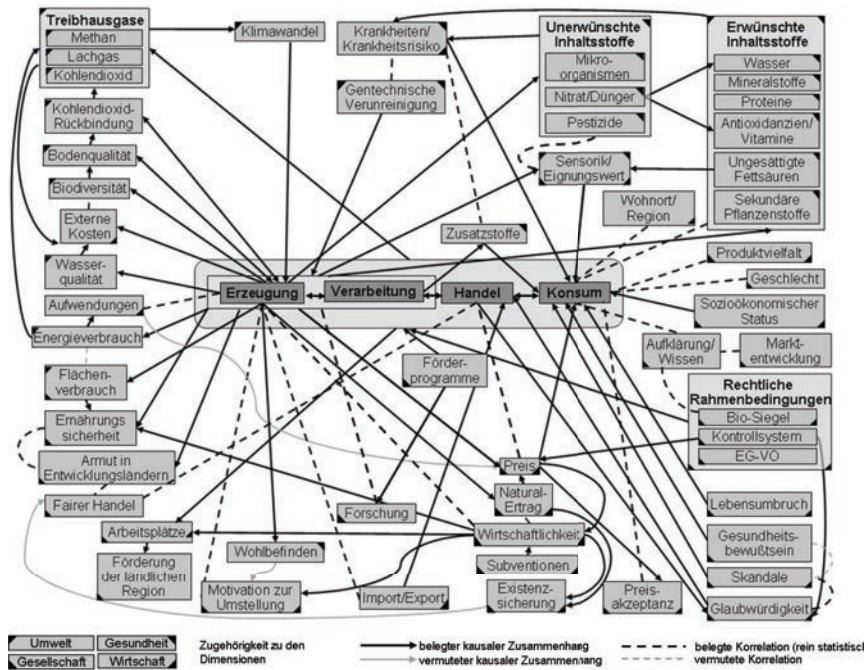 Treibhausgase
Methan
Lachgas
Kohlendioxid
Klimawandel
Krankheiten/
Krankheitsrisiko
Gentechnische
Verunreinigung
Unerwünschte
Inhaltsstoffe
Mikro-
organismen
Nitrat/Dünger
Pestizide
Erwünschte
Inhaltsstoffe
Wasser
Mineralstoffe
Proteine
Antioxidanzien/
Vitamine
Ungesättigte
Fettsäuren
Sekundäre
Pflanzenstoffe
Kohlendioxid-
Rückbindung
Bodenqualität
Biodiversität
Externe
Kosten
Wasser-
qualität
Sensorik/
Eignungswert
Wohnort/
Region
Zusatzstoffe
Produktvielfalt
Geschlecht
Sozioökonomischer
Status
Erzeugung
Verarbeitung
Handel
Konsum
Aufwendungen
Energieverbrauch
Flächen-
verbrauch
Ernährungs
sicherheit
Armut in
Entwicklungsländern
Fairer Handel
Förder-
programme
Aufklärung/
Wissen
Markt-
entwicklung
Rechtliche
Rahmenbedingungen
Bio-Siegel
Kontrollsystem
EG-VO
Preis
Natural-
Ertrag
Forschung
Arbeitsplätze
Wirtschaftlichkeit
Wohlbefinden
Subventionen
Förderung
der ländlichen
Region
Motivation zur
Umstellung
Import/Export
Existenz-
sicherung
Preis-
akzeptanz
Lebensumbruch
Gesundheits-
bewußtsein
Skandale
Glaubwürdigkeit
Umwelt
Gesundheit
Gesellschaft
Wirtschaft
Zugehörigkeit zu den
Dimensionen
belegter kausaler Zusammenhang
vermuteter kausaler Zusammenhang
belegte Korrelation (rein statistisc
vermutete Korrelation